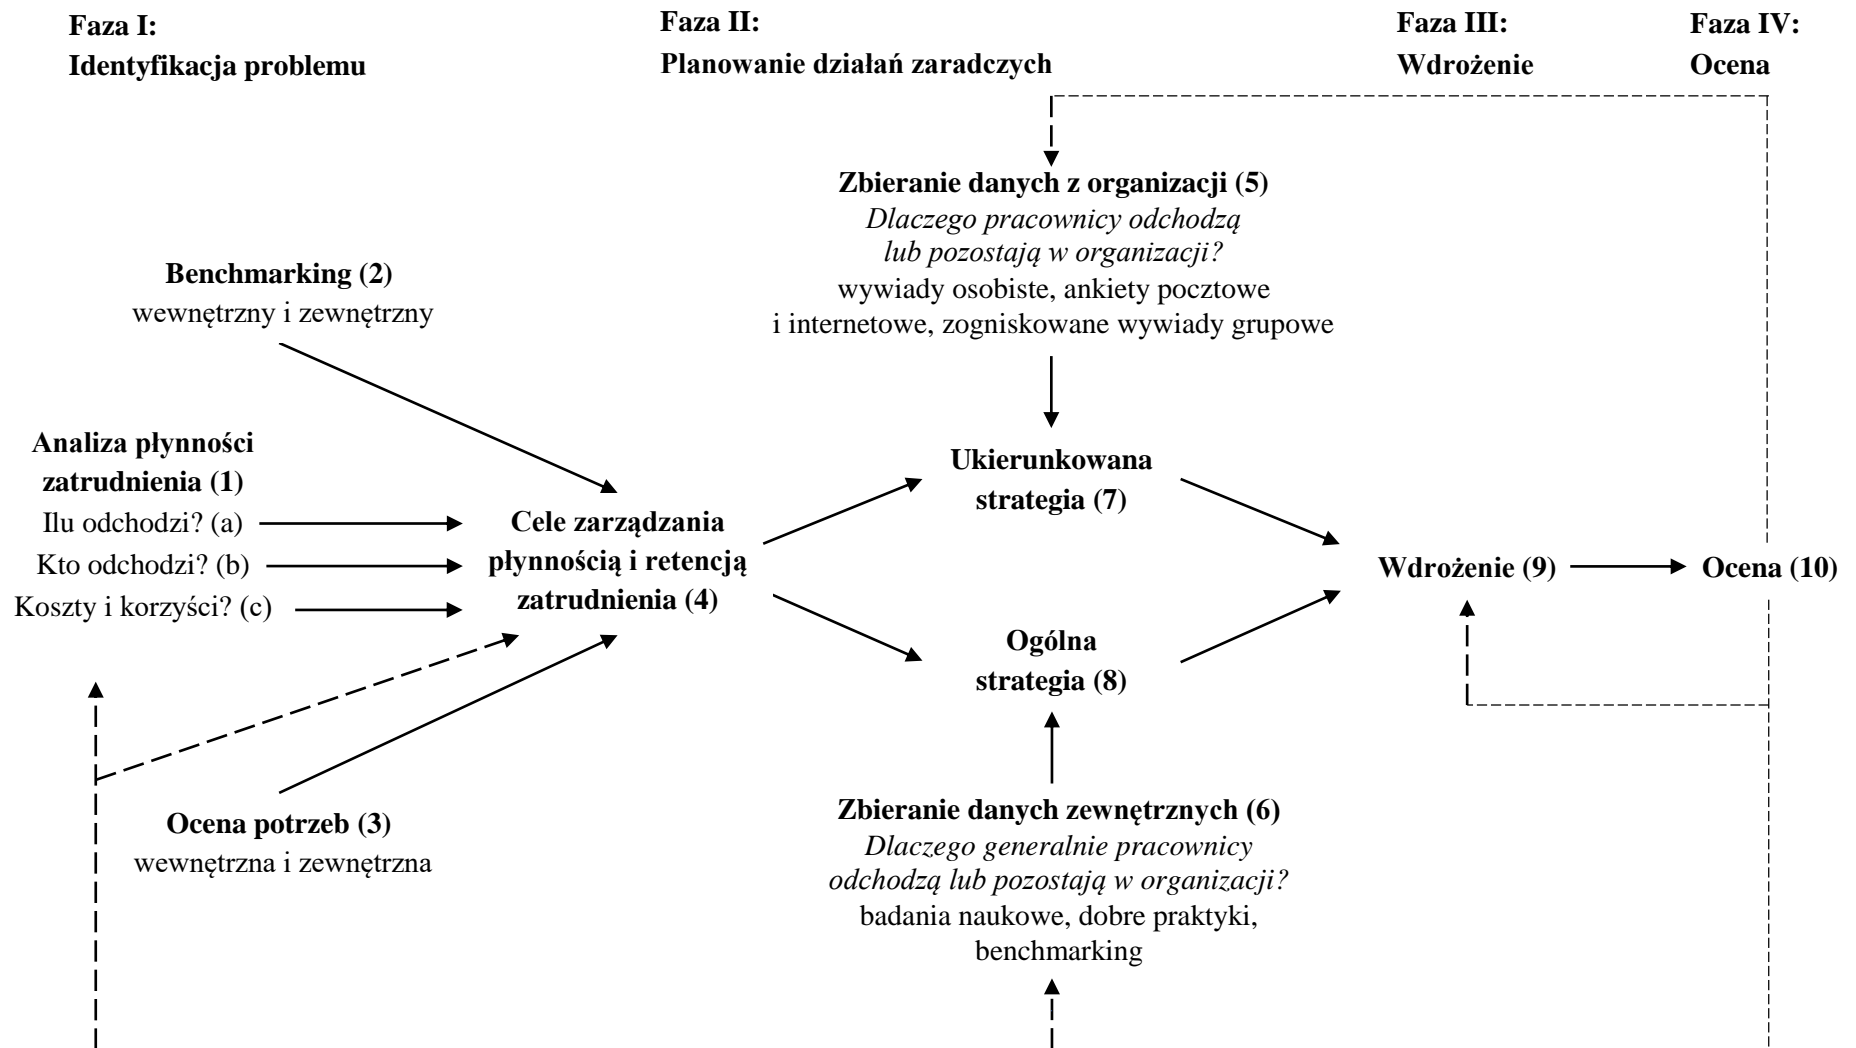 Faza I:
Identyfikacja problemu
Faza II:
Planowanie działań zaradczych
Faza III:
Wdrożenie
Faza IV:
Ocena
Benchmarking (2)
wewnętrzny i zewnętrzny
Analiza płynności
zatrudnienia (1)
Ilu odchodzi? (a)
Kto odchodzi? (b)
Koszty i korzyści? (c)
Ocena potrzeb (3)
wewnętrzna i zewnętrzna
Cele zarządzania
płynnością i retencją
zatrudnienia (4)
Zbieranie danych z organizacji (5)
Dlaczego pracownicy odchodzą
lub pozostają w organizacji?
wywiady osobiste, ankiety pocztowe
i internetowe, zogniskowane wywiady grupowe
Ukierunkowana
strategia (7)
Ogólna
strategia (8)
Zbieranie danych zewnętrznych (6)
Dlaczego generalnie pracownicy
odchodzą lub pozostają w organizacji?
badania naukowe, dobre praktyki,
benchmarking
Wdrożenie (9)
Ocena (10)